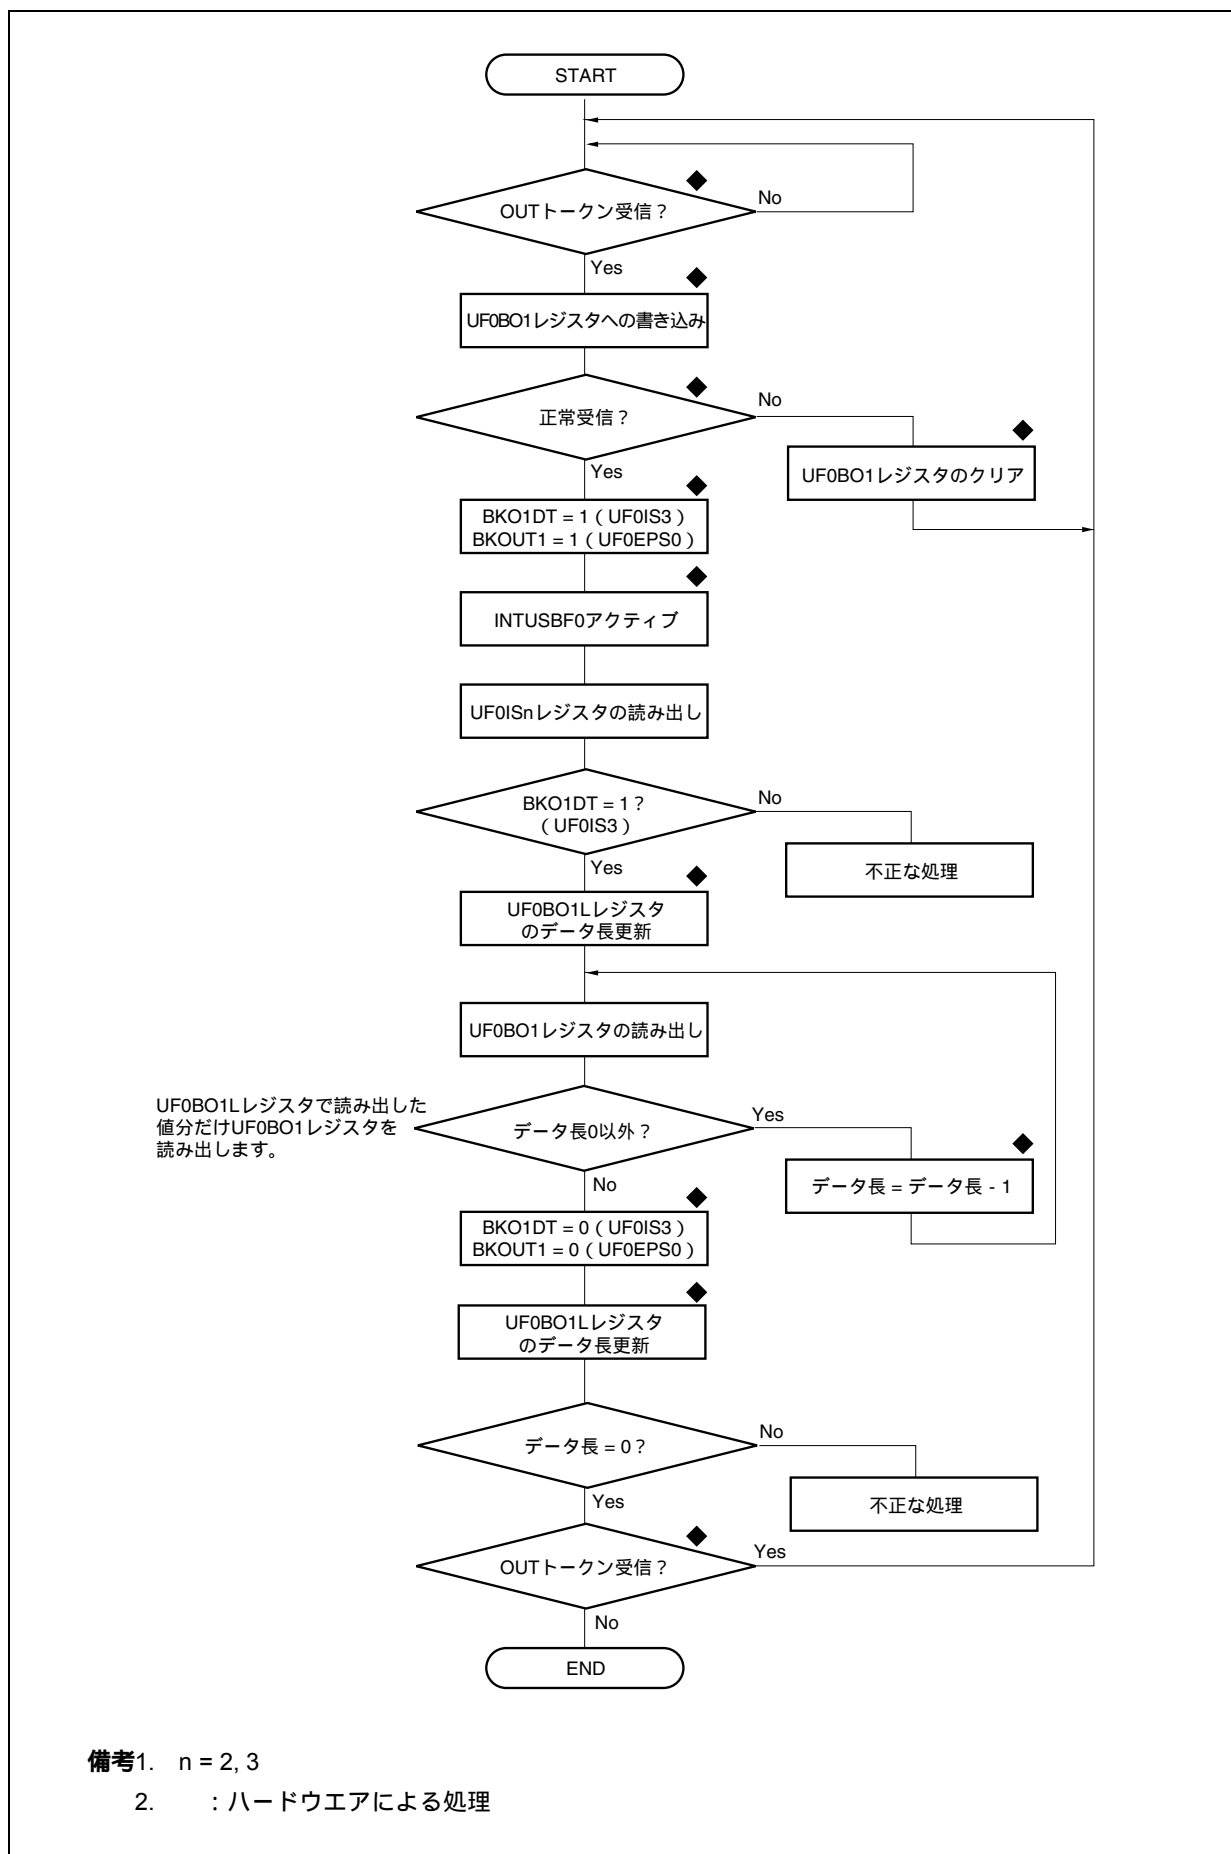 START
OUTトークン受信？
No
Yes
UF0BO1レジスタへの書き込み
正常受信？
No
Yes
UF0BO1レジスタのクリア
BKO1DT = 1（UF0IS3）
BKOUT1 = 1（UF0EPS0）
INTUSBF0アクティブ
UF0ISnレジスタの読み出し
BKO1DT = 1？
（UF0IS3）
No
Yes
不正な処理
UF0BO1Lレジスタ
のデータ長更新
UF0BO1レジスタの読み出し
UF0BO1Lレジスタで読み出した
値分だけUF0BO1レジスタを
読み出します。
データ長0以外？
Yes
No
データ長 = データ長 - 1
BKO1DT = 0（UF0IS3）
BKOUT1 = 0（UF0EPS0）
UF0BO1Lレジスタ
のデータ長更新
データ長 = 0？
No
Yes
不正な処理
OUTトークン受信？
Yes
No
END
備考1. n = 2, 3
2. ：ハードウエアによる処理